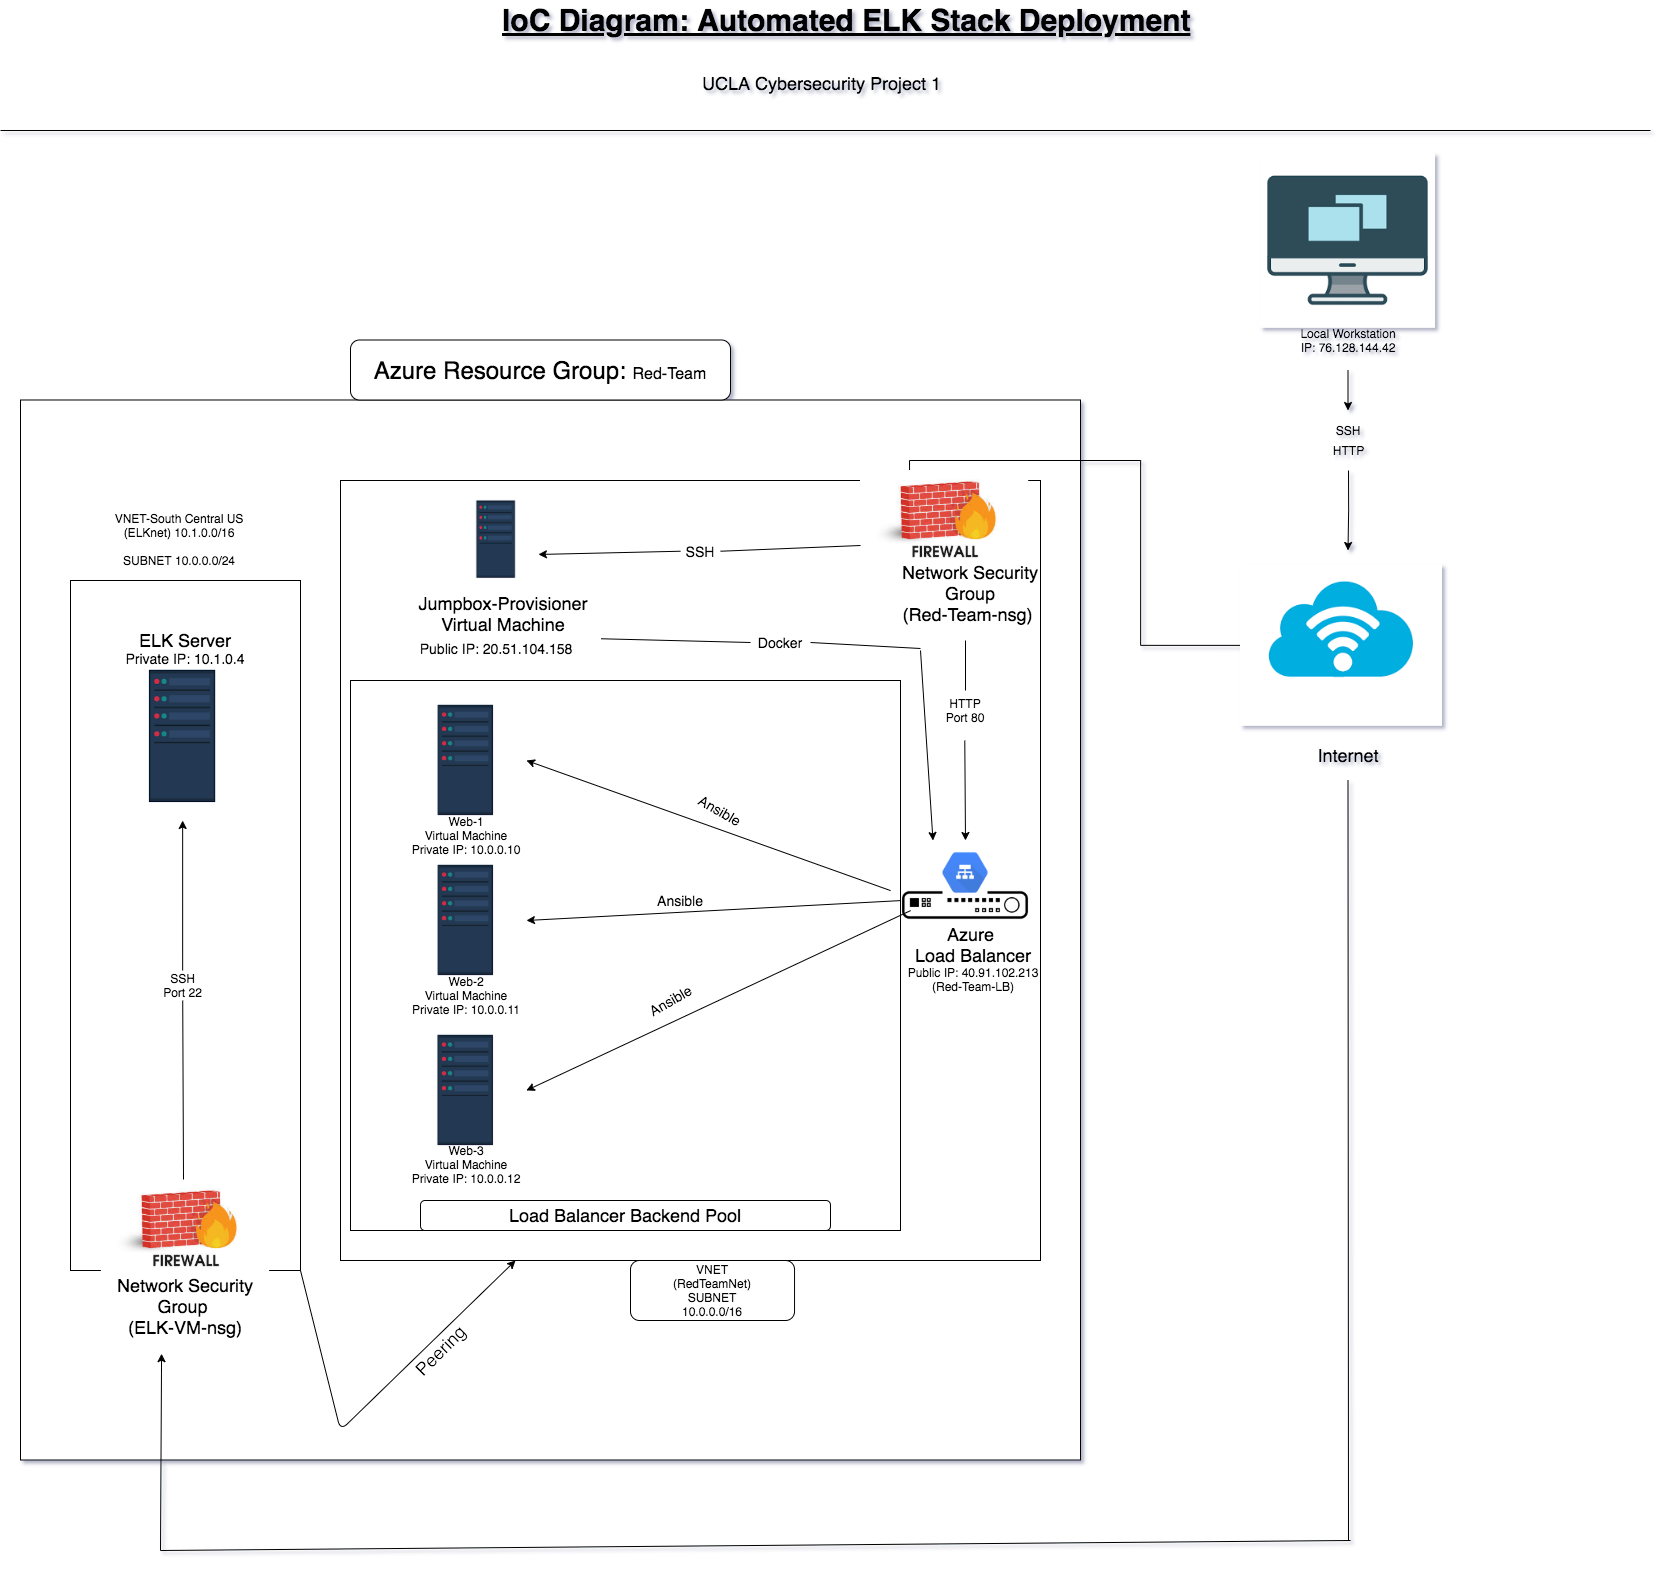 IoC Diagram: Automated ELK Stack Deployment
UCLA Cybersecurity Project 1
Local Workstation
IP: 76.128.144.42
SSH
HTTP
Internet
Azure Resource Group: Red-Team
VNET-South Central US
(ELKnet) 10.1.0.0/16
SUBNET 10.0.0.0/24
ELK Server
Private IP: 10.1.0.4
SSH
Port 22
FIREWALL
Network Security
Group
(ELK-VM-nsg)
Peering
FIREWALL
Network Security
Group
(Red-Team-nsg)
SSH
Jumpbox-Provisioner
Virtual Machine
Public IP: 20.51.104.158
Docker
HTTP
Port 80
Web-1
Virtual Machine
Private IP: 10.0.0.10
Ansible
Web-2
Virtual Machine
Private IP: 10.0.0.11
Ansible
Web-3
Virtual Machine
Private IP: 10.0.0.12
Ansible
Azure
Load Balancer
Public IP: 40.91.102.213
(Red-Team-LB)
Load Balancer Backend Pool
VNET
(RedTeamNet)
SUBNET
10.0.0.0/16